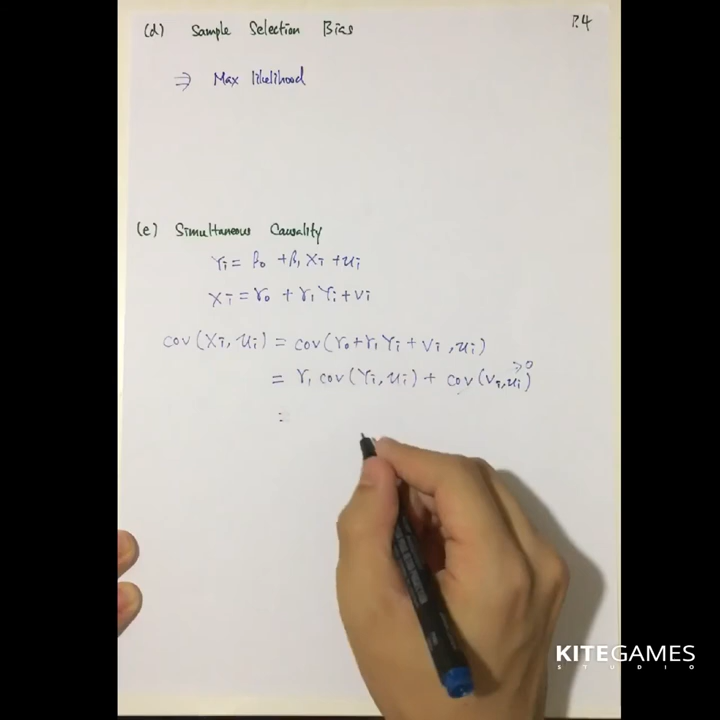 (d) Sample Selection Bias
P.4
⇒ Max likelihood
(e) Simultaneous Causality
Yi = β0 + β1 Xi + ui
Xi = γ0 + γ1 Yi + vi
cov(Xi, ui) = cov(γ0 + γ1 Yi + vi, ui)
= γ1 cov(Yi, ui) + cov(vi, ui) → 0
=
KITEGAMES
STUDIO